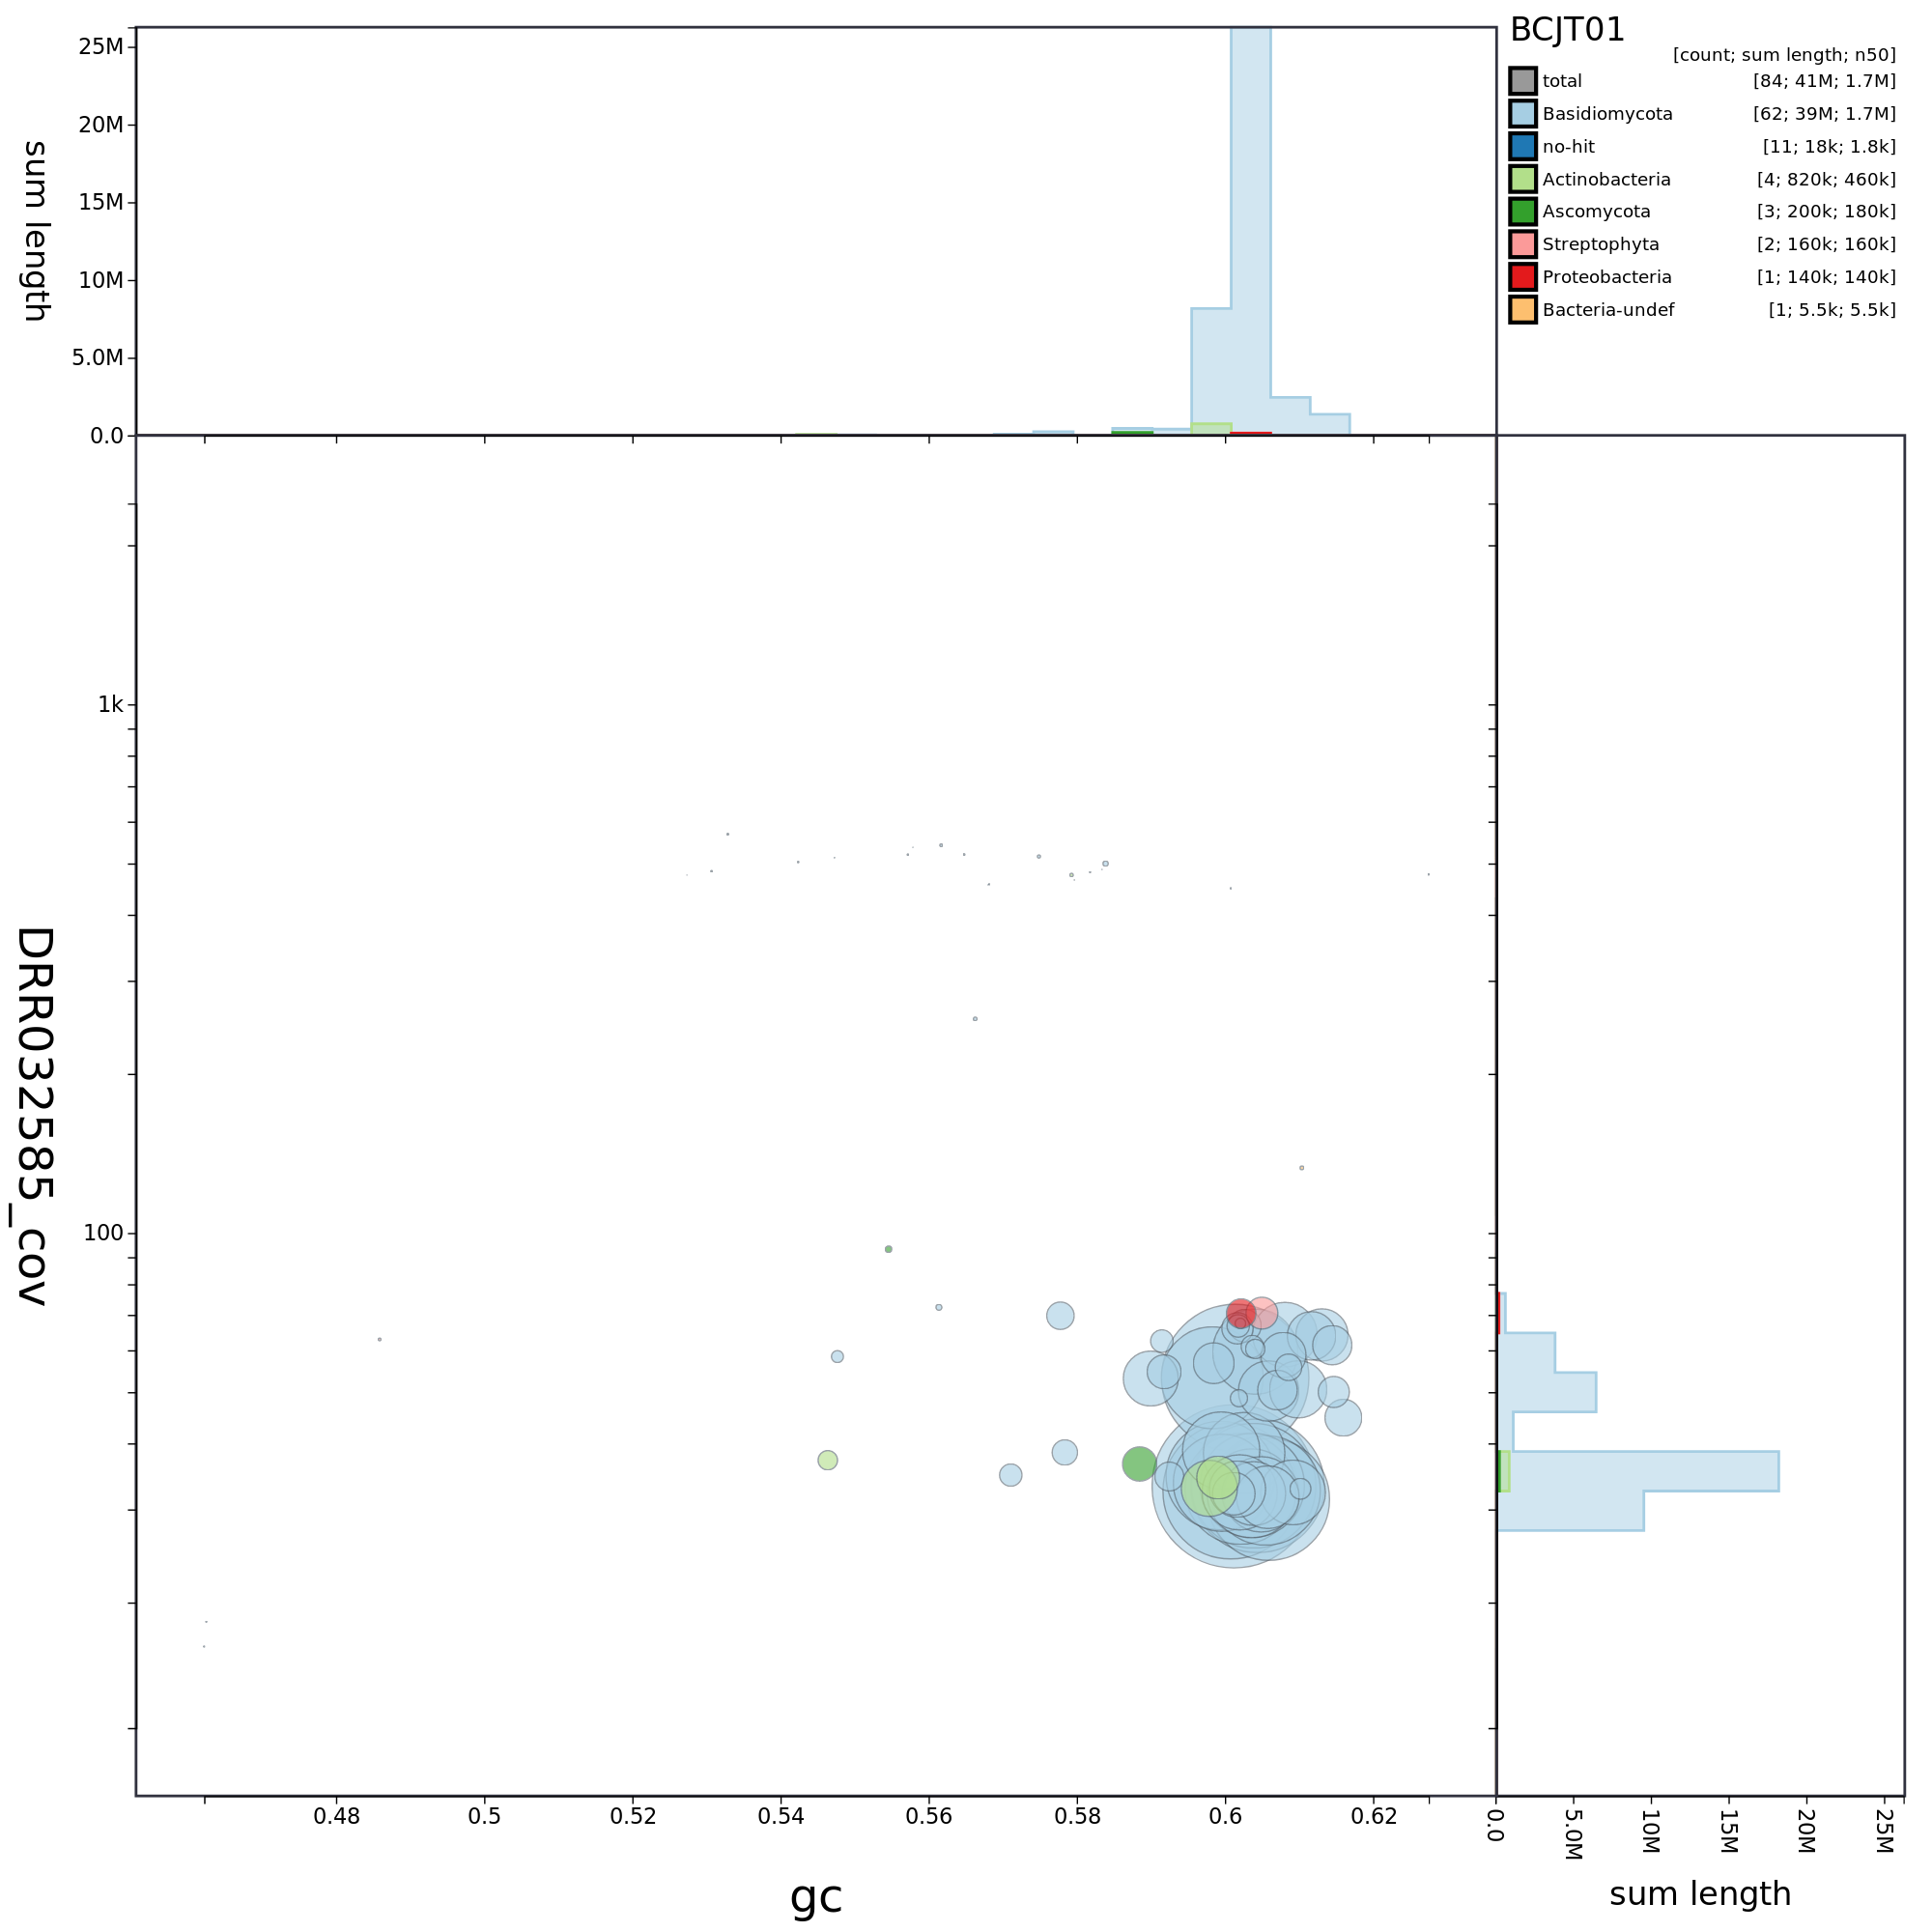 BCJT01
[count; sum length; n50]
total [84; 41M; 1.7M]
Basidiomycota [62; 39M; 1.7M]
no-hit [11; 18k; 1.8k]
Actinobacteria [4; 820k; 460k]
Ascomycota [3; 200k; 180k]
Streptophyta [2; 160k; 160k]
Proteobacteria [1; 140k; 140k]
Bacteria-undef [1; 5.5k; 5.5k]
sum length
25M
20M
15M
10M
5.0M
0.0
DRR032585_cov
1k
100
0.48 0.5 0.52 0.54 0.56 0.58 0.6 0.62
gc
0.0 5.0M 10M 15M 20M 25M
sum length